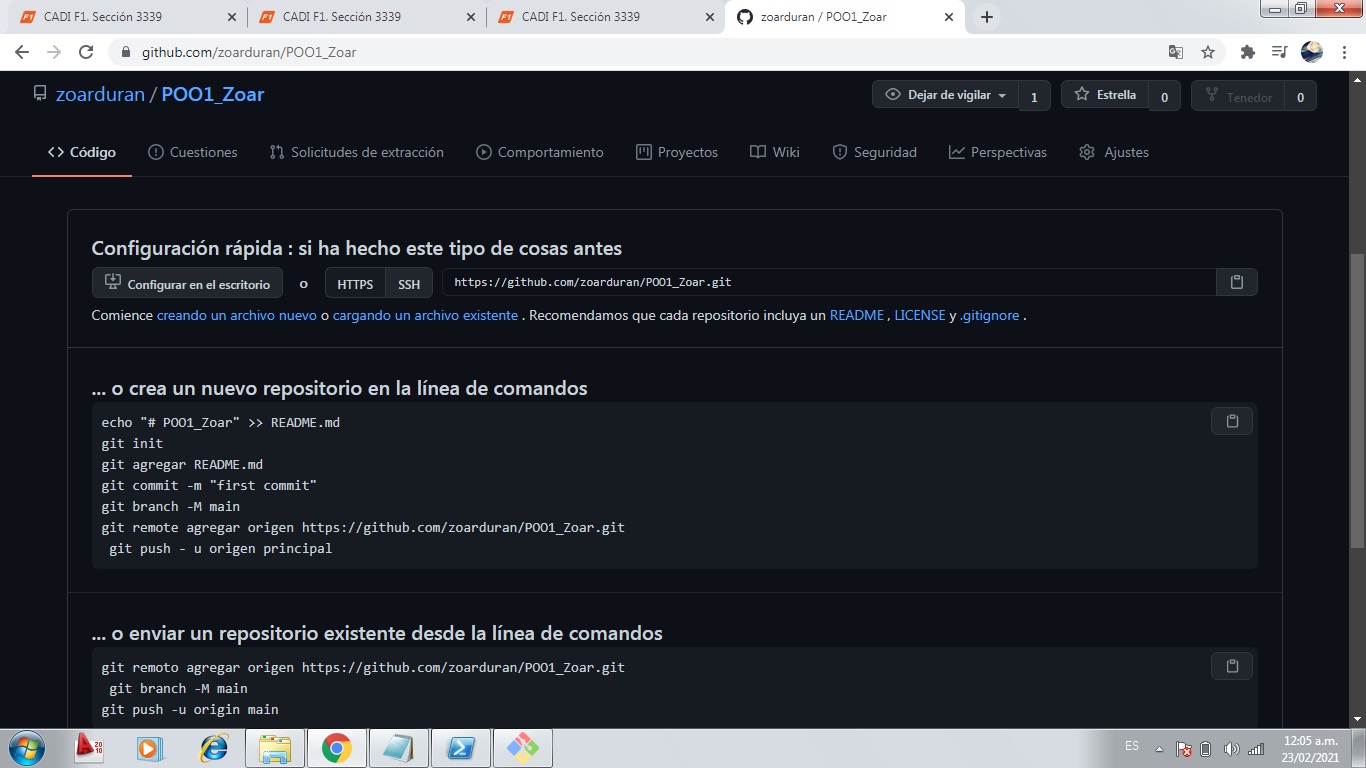 CADI F1. Sección 3339
CADI F1. Sección 3339
CADI F1. Sección 3339
zoarduran / POO1_Zoar
github.com/zoarduran/POO1_Zoar
zoarduran / POO1_Zoar
Dejar de vigilar 1
Estrella 0
Tenedor 0
<> Código Cuestiones Solicitudes de extracción Comportamiento Proyectos Wiki Seguridad Perspectivas Ajustes
Configuración rápida : si ha hecho este tipo de cosas antes
Configurar en el escritorio o HTTPS SSH https://github.com/zoarduran/POO1_Zoar.git
Comience creando un archivo nuevo o cargando un archivo existente . Recomendamos que cada repositorio incluya un README , LICENSE y .gitignore .
... o crea un nuevo repositorio en la línea de comandos
echo "# POO1_Zoar" >> README.md
git init
git agregar README.md
git commit -m "first commit"
git branch -M main
git remote agregar origen https://github.com/zoarduran/POO1_Zoar.git
git push - u origen principal
... o enviar un repositorio existente desde la línea de comandos
git remoto agregar origen https://github.com/zoarduran/POO1_Zoar.git
git branch -M main
git push -u origin main
ES
12:05 a.m.
23/02/2021